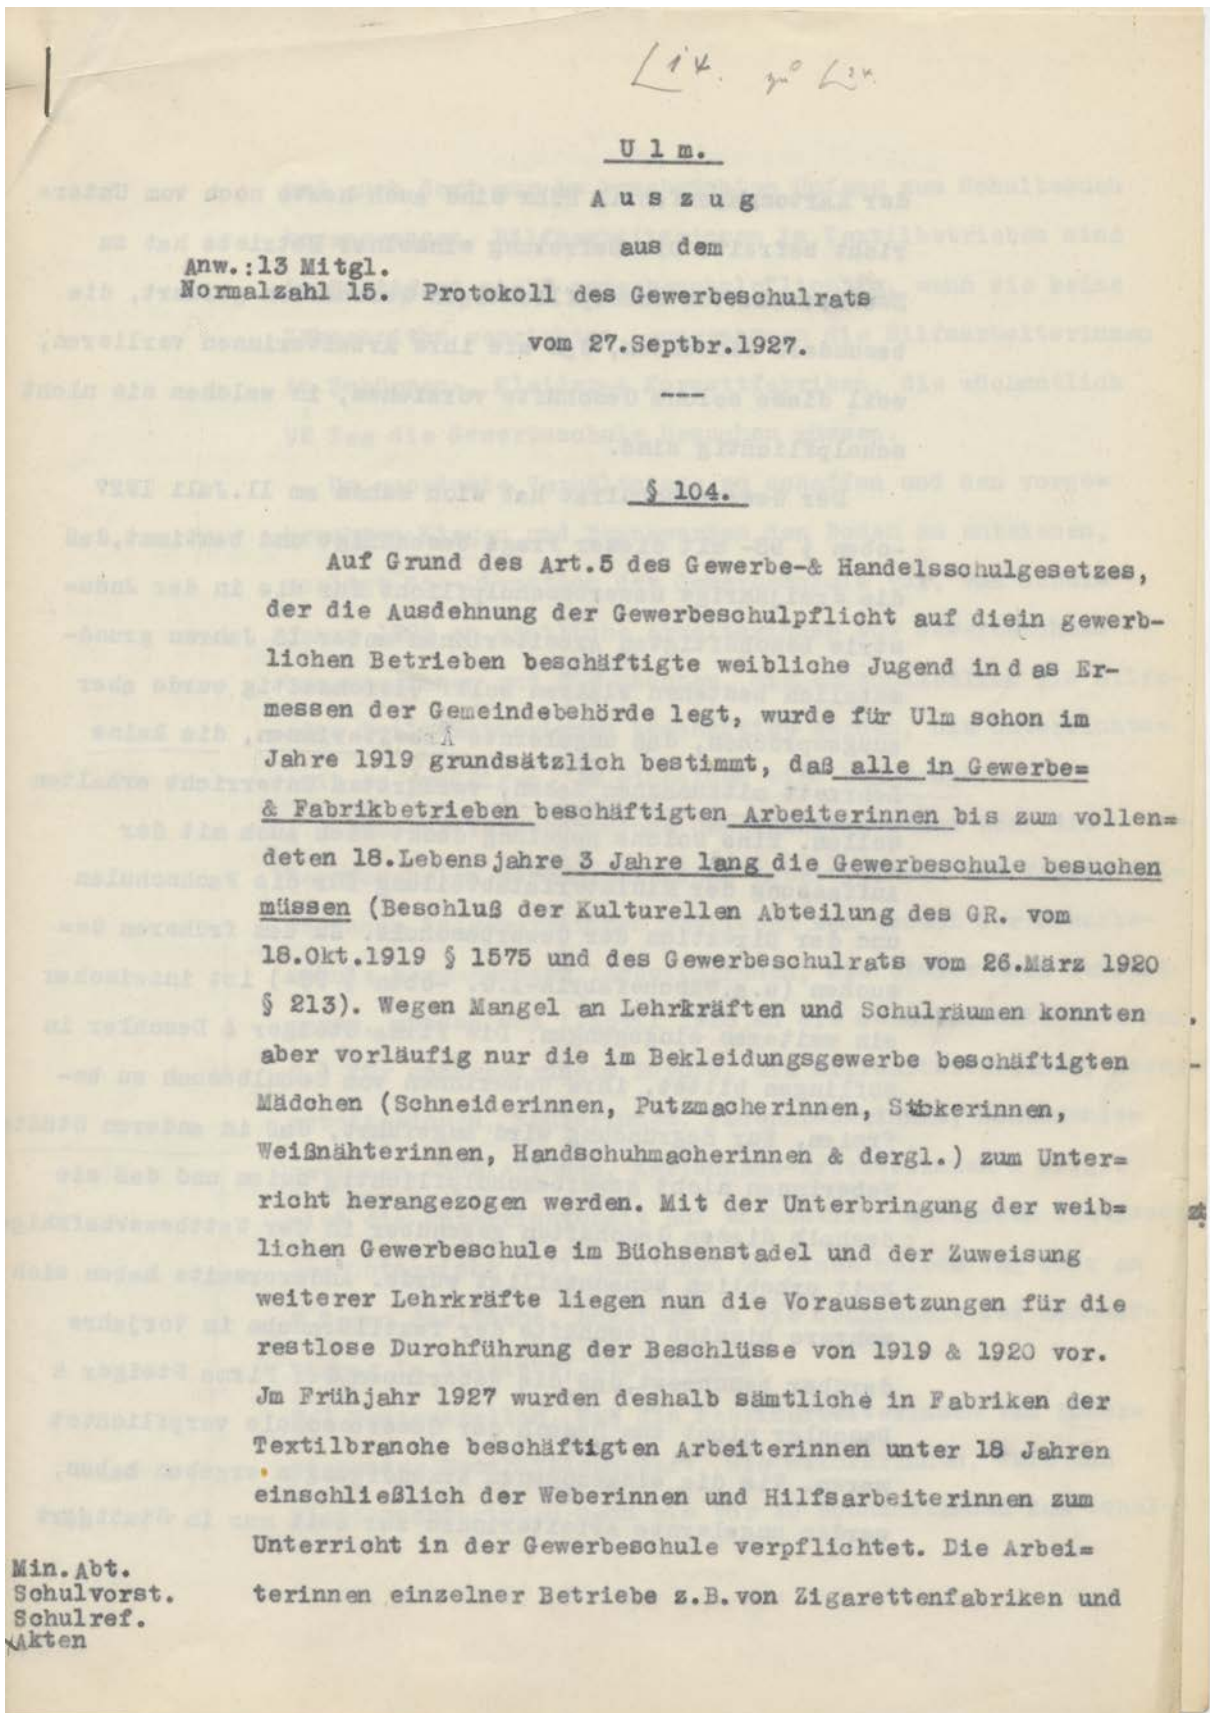 U l m.
A u s z u g
aus dem
Anw.:13 Mitgl.
Normalzahl 15. Protokoll des Gewerbeschulrats
vom 27.Septbr.1927.
---
§ 104.
Auf Grund des Art.5 des Gewerbe-& Handelsschulgesetzes,
der die Ausdehnung der Gewerbeschulpflicht auf diein gewerb-
lichen Betrieben beschäftigte weibliche Jugend in d as Er-
messen der Gemeindebehörde legt, wurde für Ulm schon im
Jahre 1919 grundsätzlich bestimmt, daß alle in Gewerbe=
& Fabrikbetrieben beschäftigten Arbeiterinnen bis zum vollen=
deten 18.Lebensjahre 3 Jahre lang die Gewerbeschule besuchen
müssen (Beschluß der Kulturellen Abteilung des GR. vom
18.Okt.1919 § 1575 und des Gewerbeschulrats vom 26.März 1920
§ 213). Wegen Mangel an Lehrkräften und Schulräumen konnten
aber vorläufig nur die im Bekleidungsgewerbe beschäftigten
Mädchen (Schneiderinnen, Putzmacherinnen, Stickerinnen,
Weißnähterinnen, Handschuhmacherinnen & dergl.) zum Unter=
richt herangezogen werden. Mit der Unterbringung der weib=
lichen Gewerbeschule im Büchsenstadel und der Zuweisung
weiterer Lehrkräfte liegen nun die Voraussetzungen für die
restlose Durchführung der Beschlüsse von 1919 & 1920 vor.
Jm Frühjahr 1927 wurden deshalb sämtliche in Fabriken der
Textilbranche beschäftigten Arbeiterinnen unter 18 Jahren
einschließlich der Weberinnen und Hilfsarbeiterinnen zum
Unterricht in der Gewerbeschule verpflichtet. Die Arbei=
terinnen einzelner Betriebe z.B.von Zigarettenfabriken und
Min.Abt.
Schulvorst.
Schulref.
Akten